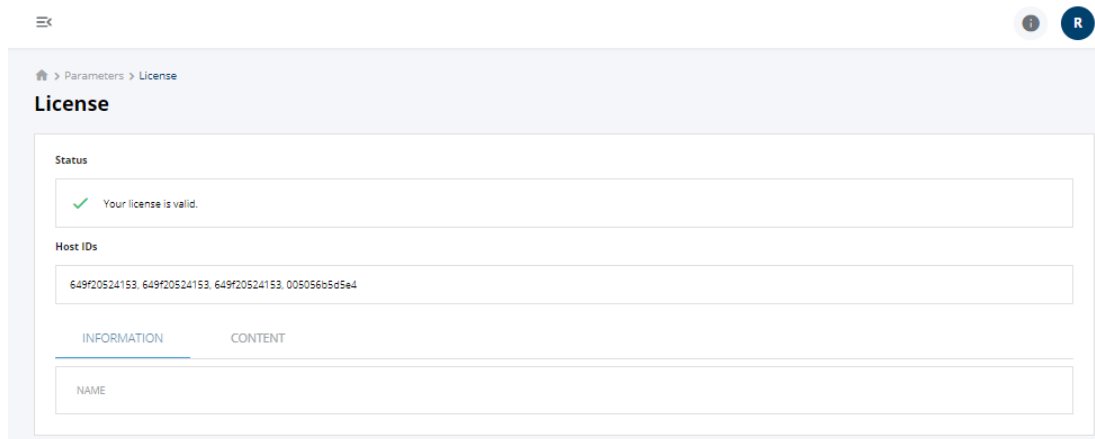 R
> Parameters > License
License
Status
Your license is valid.
Host IDs
649f20524153, 649f20524153, 649f20524153, 005056b5d5e4
INFORMATION CONTENT
NAME